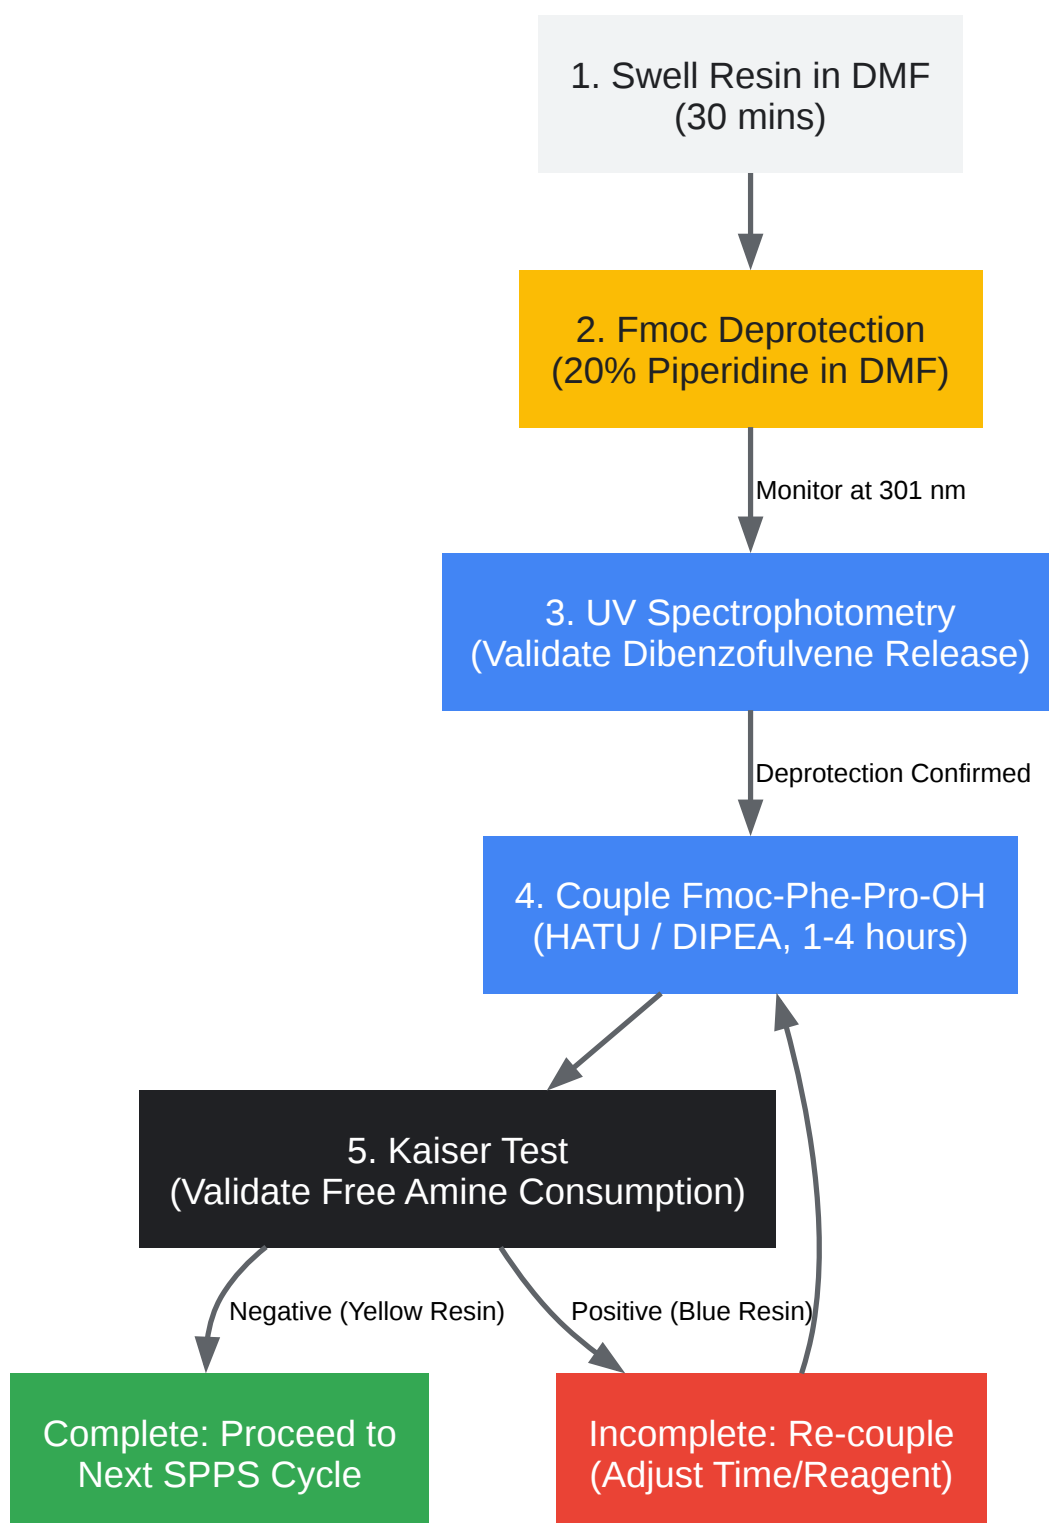 1. Swell Resin in DMF
(30 mins)
2. Fmoc Deprotection
(20% Piperidine in DMF)
Monitor at 301 nm
3. UV Spectrophotometry
(Validate Dibenzofulvene Release)
Deprotection Confirmed
4. Couple Fmoc-Phe-Pro-OH
(HATU / DIPEA, 1-4 hours)
5. Kaiser Test
(Validate Free Amine Consumption)
Negative (Yellow Resin)
Positive (Blue Resin)
Complete: Proceed to
Next SPPS Cycle
Incomplete: Re-couple
(Adjust Time/Reagent)